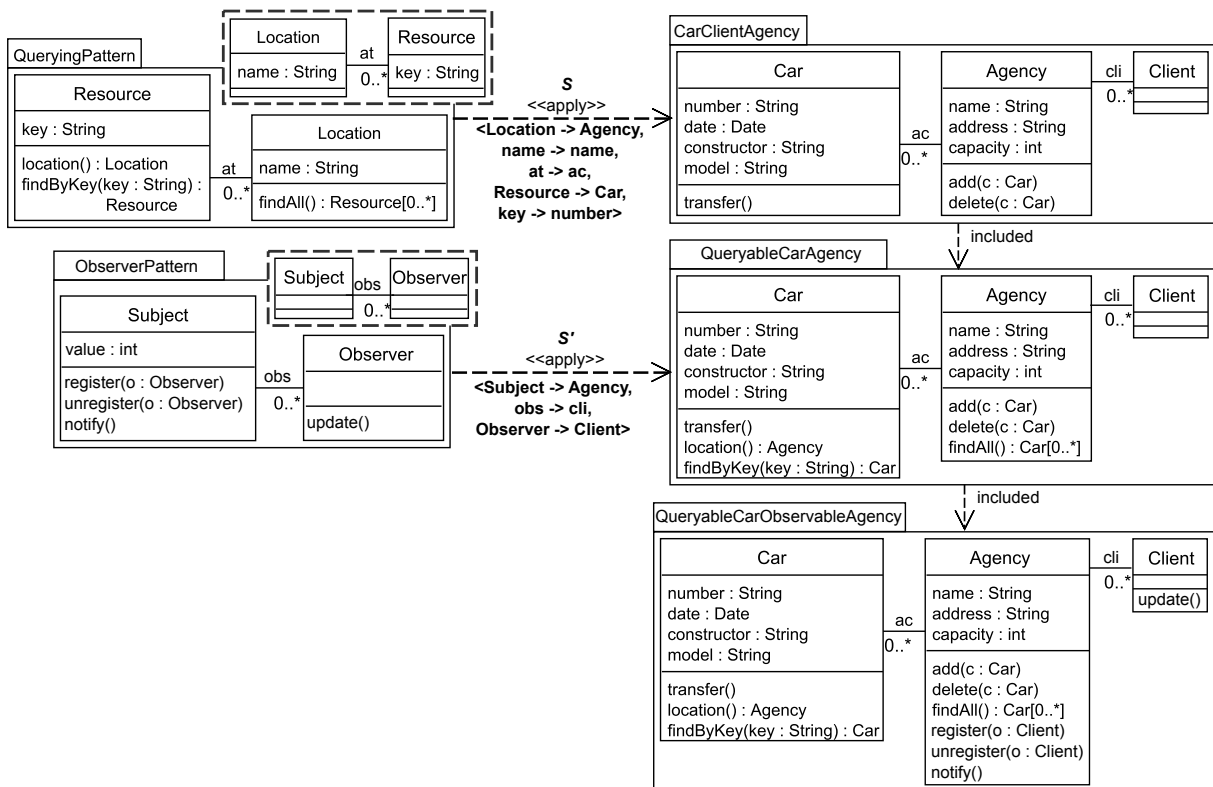 QueryingPattern
Location
name : String
at
0..*
Resource
key : String
Resource
key : String
location() : Location
findByKey(key : String) :
Resource
at
0..*
Location
name : String
findAll() : Resource[0..*]
S
<<apply>>
<Location -> Agency,
name -> name,
at -> ac,
Resource -> Car,
key -> number>
CarClientAgency
Car
number : String
date : Date
constructor : String
model : String
transfer()
ac
0..*
Agency
name : String
address : String
capacity : int
add(c : Car)
delete(c : Car)
cli
0..*
Client
included
ObserverPattern
Subject
obs
0..*
Observer
Subject
value : int
register(o : Observer)
unregister(o : Observer)
notify()
obs
0..*
Observer
update()
S'
<<apply>>
<Subject -> Agency,
obs -> cli,
Observer -> Client>
QueryableCarAgency
Car
number : String
date : Date
constructor : String
model : String
transfer()
location() : Agency
findByKey(key : String) : Car
ac
0..*
Agency
name : String
address : String
capacity : int
add(c : Car)
delete(c : Car)
findAll() : Car[0..*]
cli
0..*
Client
included
QueryableCarObservableAgency
Car
number : String
date : Date
constructor : String
model : String
transfer()
location() : Agency
findByKey(key : String) : Car
ac
0..*
Agency
name : String
address : String
capacity : int
add(c : Car)
delete(c : Car)
findAll() : Car[0..*]
register(o : Client)
unregister(o : Client)
notify()
cli
0..*
Client
update()